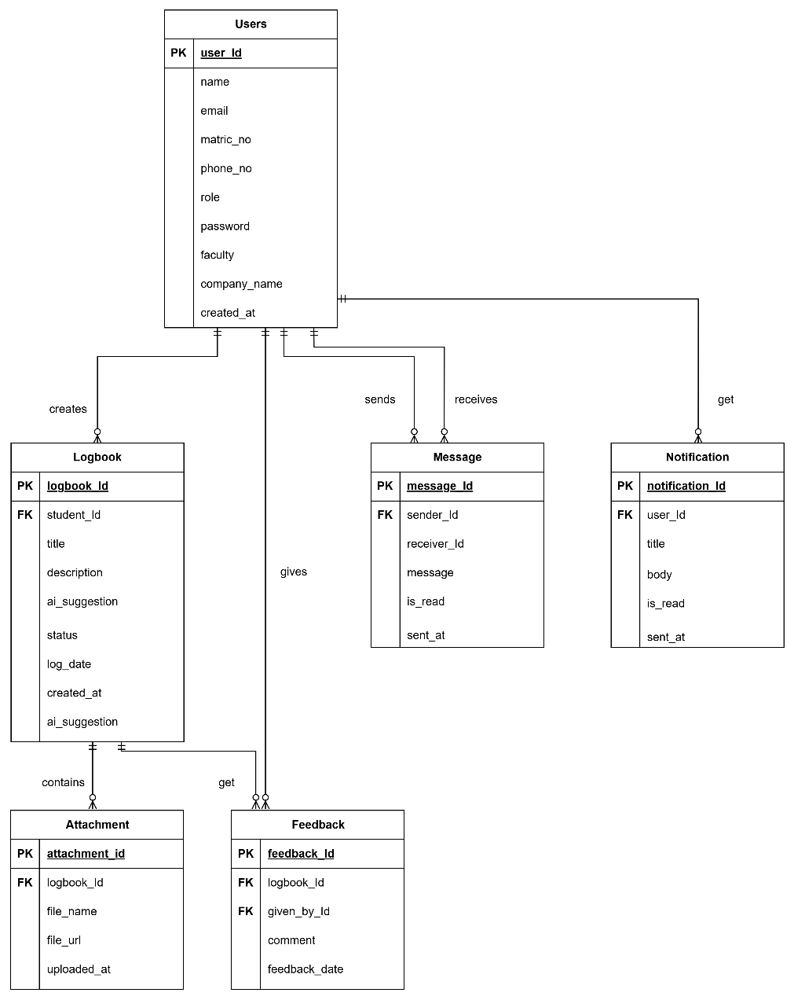 Users
PK user_Id
name
email
matric_no
phone_no
role
password
faculty
company_name
created_at
creates
sends
receives
get
Logbook
PK logbook_Id
FK student_Id
title
description
ai_suggestion
status
log_date
created_at
ai_suggestion
gives
Message
PK message_Id
FK sender_Id
receiver_Id
message
is_read
sent_at
Notification
PK notification_Id
FK user_Id
title
body
is_read
sent_at
contains
get
Attachment
PK attachment_id
FK logbook_Id
file_name
file_url
uploaded_at
Feedback
PK feedback_Id
FK logbook_Id
FK given_by_Id
comment
feedback_date